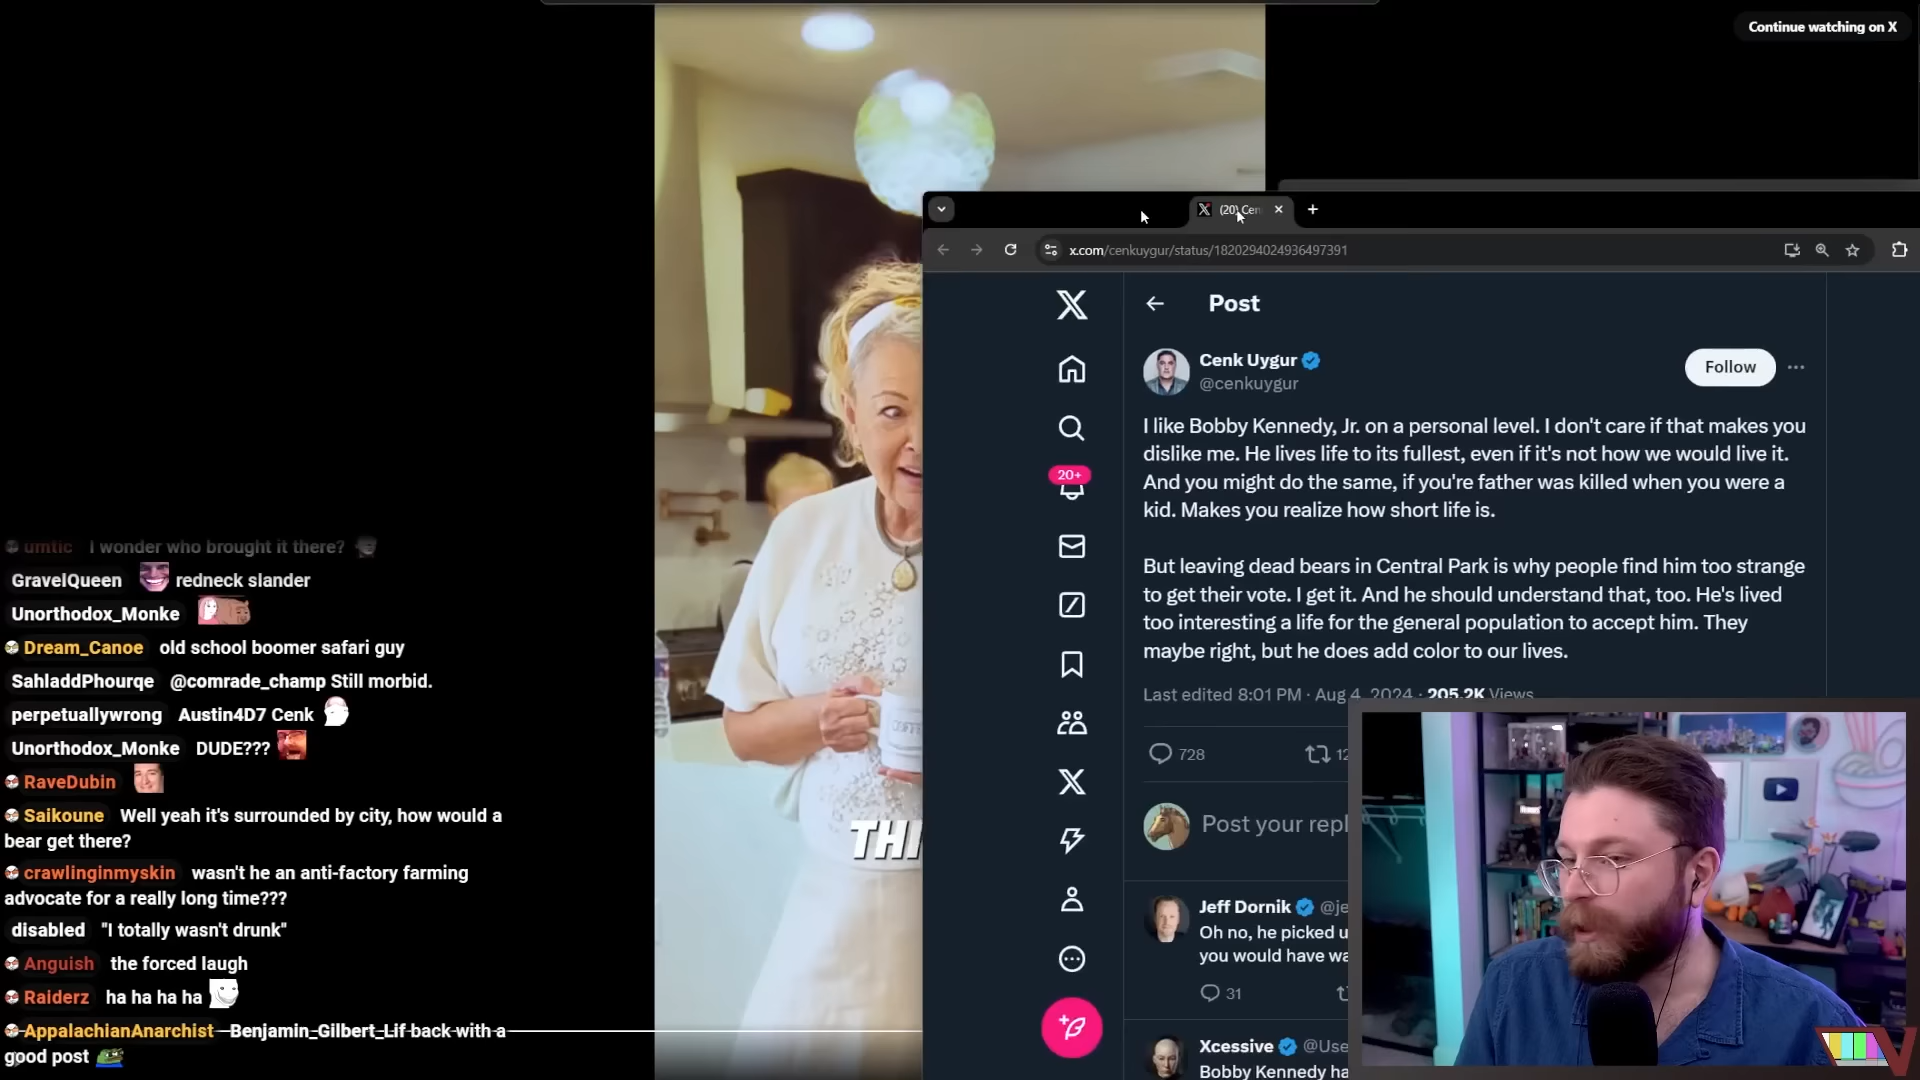 Continue watching on X
(20) Cen
x.com/cenkuygur/status/1820294024936497391
Post
Cenk Uygur
@cenkuygur
Follow
I like Bobby Kennedy, Jr. on a personal level. I don't care if that makes you
dislike me. He lives life to its fullest, even if it's not how we would live it.
And you might do the same, if you're father was killed when you were a
kid. Makes you realize how short life is.
But leaving dead bears in Central Park is why people find him too strange
to get their vote. I get it. And he should understand that, too. He's lived
too interesting a life for the general population to accept him. They
maybe right, but he does add color to our lives.
Last edited 8:01 PM · Aug 4, 2024 · 205.2K Views
728
12
Post your repl
Jeff Dornik @je
Oh no, he picked u
you would have wa
31
Xcessive @Use
Bobby Kennedy ha
20+
THI
umtic I wonder who brought it there?
GravelQueen redneck slander
Unorthodox_Monke
Dream_Canoe old school boomer safari guy
SahladdPhourqe @comrade_champ Still morbid.
perpetuallywrong Austin4D7 Cenk
Unorthodox_Monke DUDE???
RaveDubin
Saikoune Well yeah it's surrounded by city, how would a
bear get there?
crawlinginmyskin wasn't he an anti-factory farming
advocate for a really long time???
disabled "I totally wasn't drunk"
Anguish the forced laugh
Raiderz ha ha ha ha
AppalachianAnarchist Benjamin_Gilbert_Lif back with a
good post